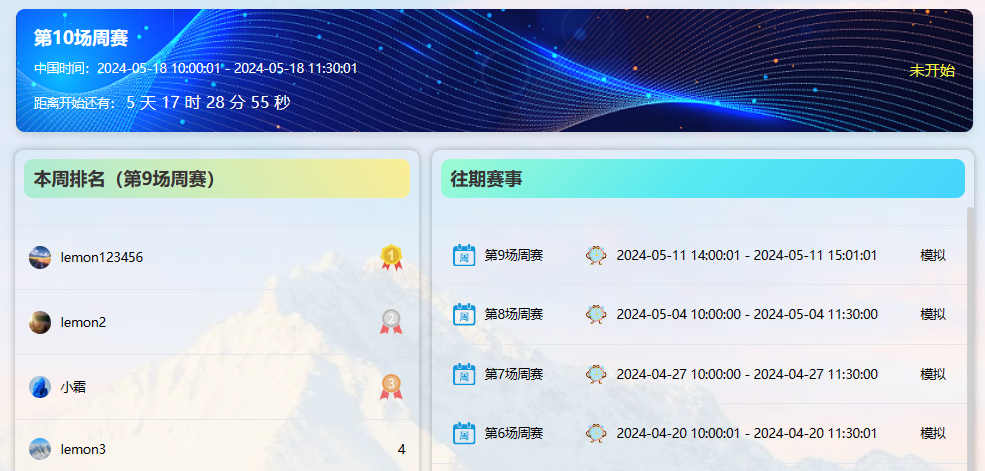 第10场周赛
中国时间：2024-05-18 10:00:01 - 2024-05-18 11:30:01
未开始
距离开始还有： 5 天 17 时 28 分 55 秒
本周排名（第9场周赛）
lemon123456 1
lemon2 2
小霜 3
lemon3 4
往期赛事
周 第9场周赛 2024-05-11 14:00:01 - 2024-05-11 15:01:01 模拟
周 第8场周赛 2024-05-04 10:00:00 - 2024-05-04 11:30:00 模拟
周 第7场周赛 2024-04-27 10:00:00 - 2024-04-27 11:30:00 模拟
周 第6场周赛 2024-04-20 10:00:01 - 2024-04-20 11:30:01 模拟